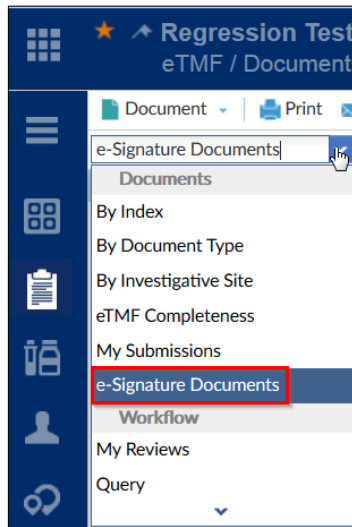 Regression Test
eTMF / Document
Document Print
e-Signature Documents
Documents
By Index
By Document Type
By Investigative Site
eTMF Completeness
My Submissions
e-Signature Documents
Workflow
My Reviews
Query